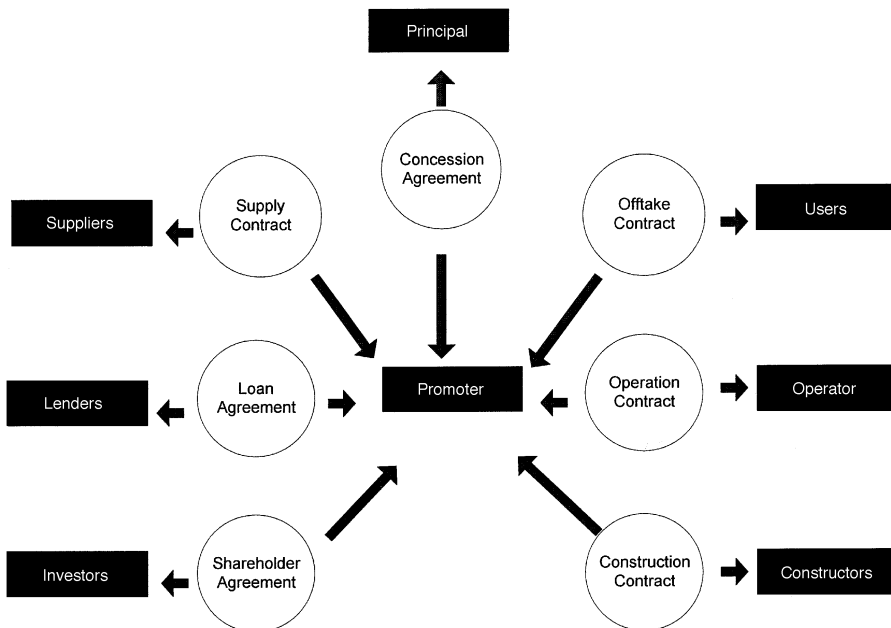 Principal
Concession
Agreement
Supply
Contract
Offtake
Contract
Suppliers
Users
Loan
Agreement
Promoter
Operation
Contract
Lenders
Operator
Shareholder
Agreement
Construction
Contract
Investors
Constructors